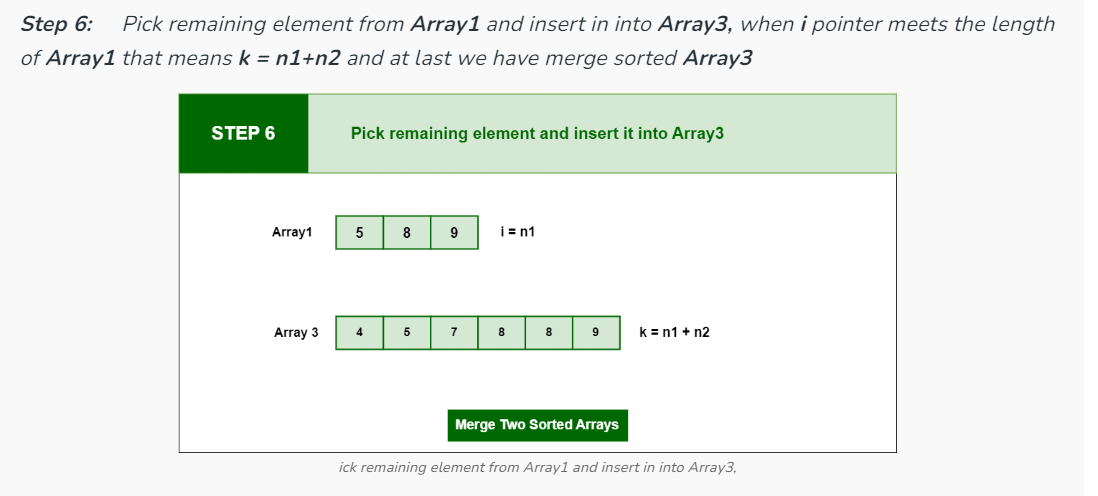 Step 6: Pick remaining element from Array1 and insert in into Array3, when i pointer meets the length
of Array1 that means k = n1+n2 and at last we have merge sorted Array3
STEP 6
Pick remaining element and insert it into Array3
Array1 5 8 9 i = n1
Array 3 4 5 7 8 8 9 k = n1 + n2
Merge Two Sorted Arrays
ick remaining element from Array1 and insert in into Array3,